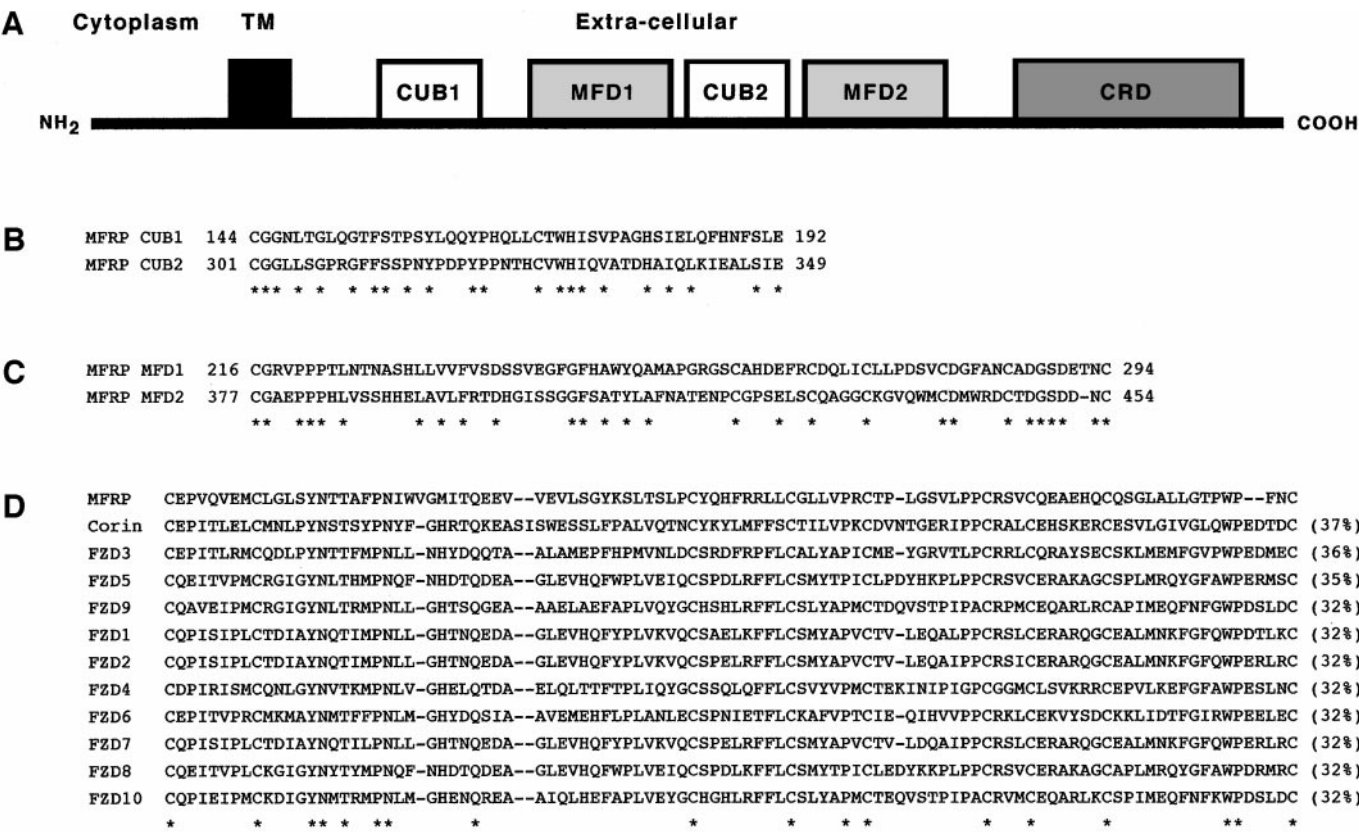 A Cytoplasm TM Extra-cellular
CUB1 MFD1 CUB2 MFD2 CRD
NH2 COOH
B MFRP CUB1 144 CGGNLTGLQGTFSTPSYLQQYPHQLLCTWHISVPAGHSIELQFHNFSLE 192
MFRP CUB2 301 CGGLLSGPRGFFSSPNYPDPYPPNTHCVWHIQVATDHAIQLKIEALSIE 349
*** * * * ** * * ** * *** * * * * * *
C MFRP MFD1 216 CGRVPPPTLNTNASHLLVVFVSDSSVEGFGFHAWYQAMAPGRGSCAHDEFRCDQLICLLPDSVCDGFANCADGSDETNC 294
MFRP MFD2 377 CGAEPPPHLVSSHHELAVLFRTDHGISSGGFSATYLAFNATENPCGPSELSCQAGGCKGVQWMCDMWRDCTDGSDD-NC 454
** *** * * * * * ** * * * * * * * ** * **** **
D MFRP CEPVQVEMCLGLSYNTTAFPNIWVGMITQEEV--VEVLSGYKSLTSLPCYQHFRRLLCGLLVPRCTP-LGSVLPPCRSVCQEAEHQCQSGLALLGTPWP--FNC
Corin CEPITLELCMNLPYNSTSYPNYF-GHRTQKEASISWESSLFPALVQTNCYKYLMFFSCTILVPKCDVNTGERIPPCRALCEHSKERCESVLGIVGLQWPEDTDC (37%)
FZD3 CEPITLRMCQDLPYNTTFMPNLL-NHYDQQTA--ALAMEPFHPMVNLDCSRDFRPFLCALYAPICME-YGRVTLPCRRLCQRAYSECSKLMEMFGVPWPEDMEC (36%)
FZD5 CQEITVPMCRGIGYNLTHMPNQF-NHDTQDEA--GLEVHQFWPLVEIQCSPDLRFFLCSMYTPICLPDYHKPLPPCRSVCERAKAGCSPLMRQYGFAWPERMSC (35%)
FZD9 CQAVEIPMCRGIGYNLTRMPNLL-GHTSQGEA--AAELAEFAPLVQYGCHSHLRFFLCSLYAPMCTDQVSTPIPACRPMCEQARLRCAPIMEQFNFGWPDSLDC (32%)
FZD1 CQPISIPLCTDIAYNQTIMPNLL-GHTNQEDA--GLEVHQFYPLVKVQCSAELKFFLCSMYAPVCTV-LEQALPPCRSLCERARQGCEALMNKFGFQWPDTLKC (32%)
FZD2 CQPISIPLCTDIAYNQTIMPNLL-GHTNQEDA--GLEVHQFYPLVKVQCSPELRFFLCSMYAPVCTV-LEQAIPPCRSICERARQGCEALMNKFGFQWPERLRC (32%)
FZD4 CDPIRISMCQNLGYNVTKMPNLV-GHELQTDA--ELQLTTFTPLIQYGCSSQLQFFLCSVYVPMCTEKINIPIGPCGGMCLSVKRRCEPVLKEFGFAWPESLNC (32%)
FZD6 CEPITVPRCMKMAYNMTFFPNLM-GHYDQSIA--AVEMEHFLPLANLECSPNIETFLCKAFVPTCIE-QIHVVPPCRKLCEKVYSDCKKLIDTFGIRWPEELEC (32%)
FZD7 CQPISIPLCTDIAYNQTILPNLL-GHTNQEDA--GLEVHQFYPLVKVQCSPELRFFLCSMYAPVCTV-LDQAIPPCRSLCERARQGCEALMNKFGFQWPERLRC (32%)
FZD8 CQEITVPLCKGIGYNYTYMPNQF-NHDTQDEA--GLEVHQFWPLVEIQCSPDLKFFLCSMYTPICLEDYKKPLPPCRSVCERAKAGCAPLMRQYGFAWPDRMRC (32%)
FZD10 CQPIEIPMCKDIGYNMTRMPNLM-GHENQREA--AIQLHEFAPLVEYGCHGHLRFFLCSLYAPMCTEQVSTPIPACRVMCEQARLKCSPIMEQFNFKWPDSLDC (32%)
* * ** * ** * * * * * * * * ** *